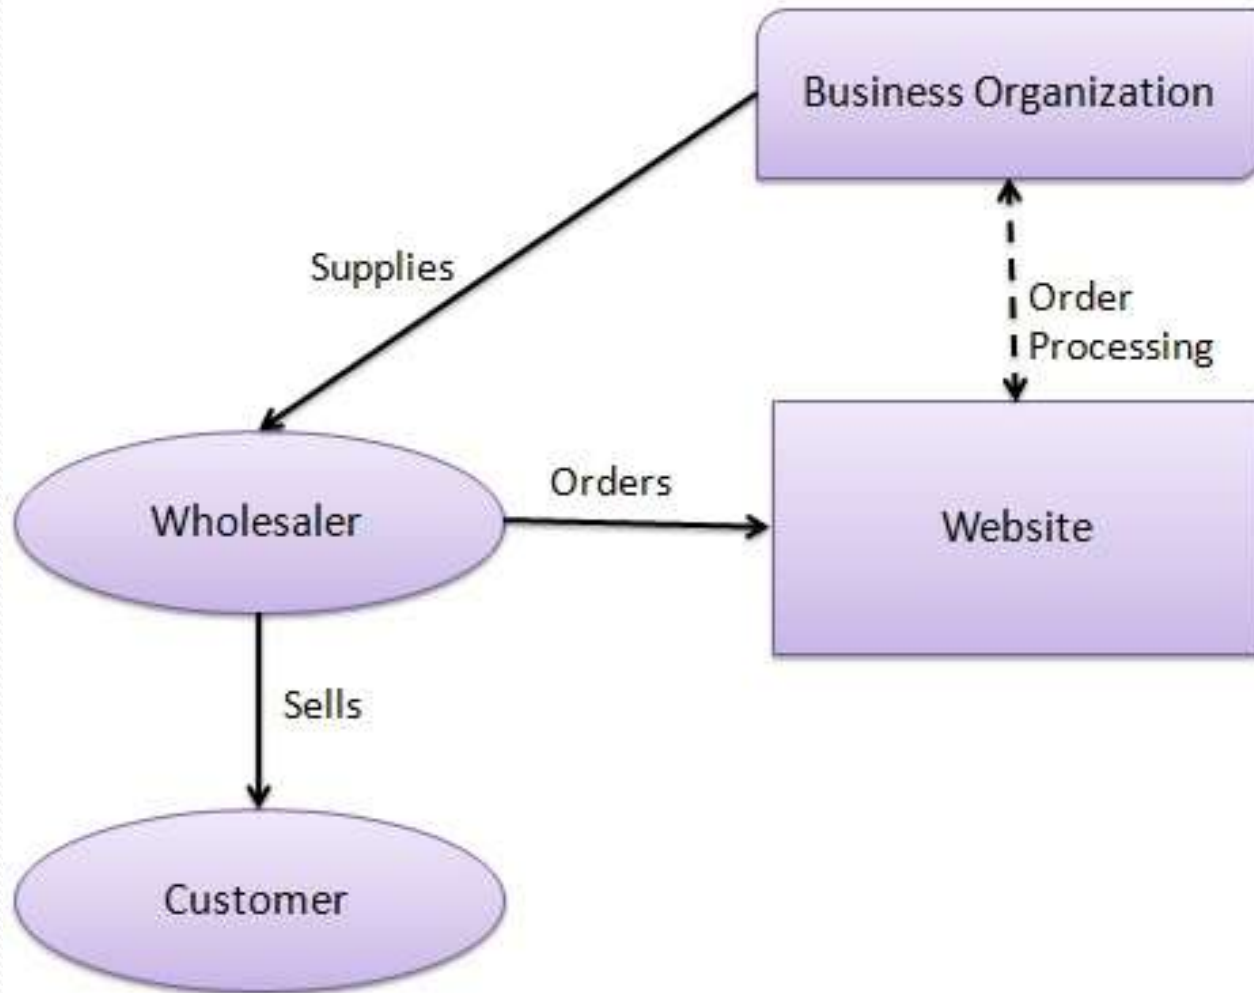 Business Organization
Supplies
Order
Processing
Orders
Wholesaler
Website
Sells
Customer